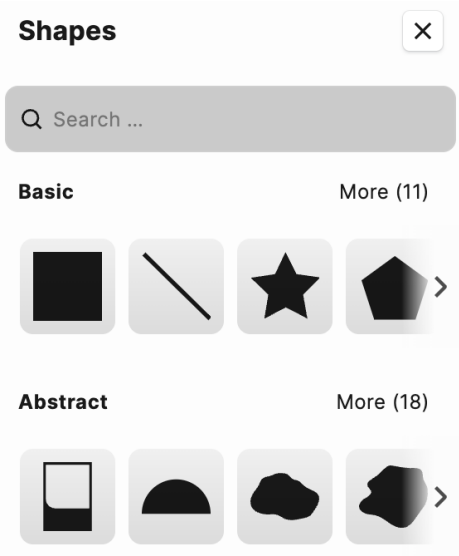 Shapes
Search ...
Basic More (11)
Abstract More (18)